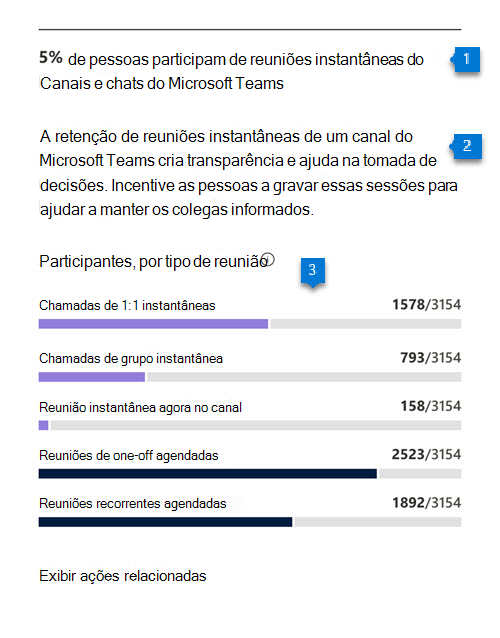 5% de pessoas participam de reuniões instantâneas do
1
Canais e chats do Microsoft Teams
A retenção de reuniões instantâneas de um canal do
2
Microsoft Teams cria transparência e ajuda na tomada de
decisões. Incentive as pessoas a gravar essas sessões para
ajudar a manter os colegas informados.
Participantes, por tipo de reunião
3
Chamadas de 1:1 instantâneas 1578/3154
Chamadas de grupo instantânea 793/3154
Reunião instantânea agora no canal 158/3154
Reuniões de one-off agendadas 2523/3154
Reuniões recorrentes agendadas 1892/3154
Exibir ações relacionadas